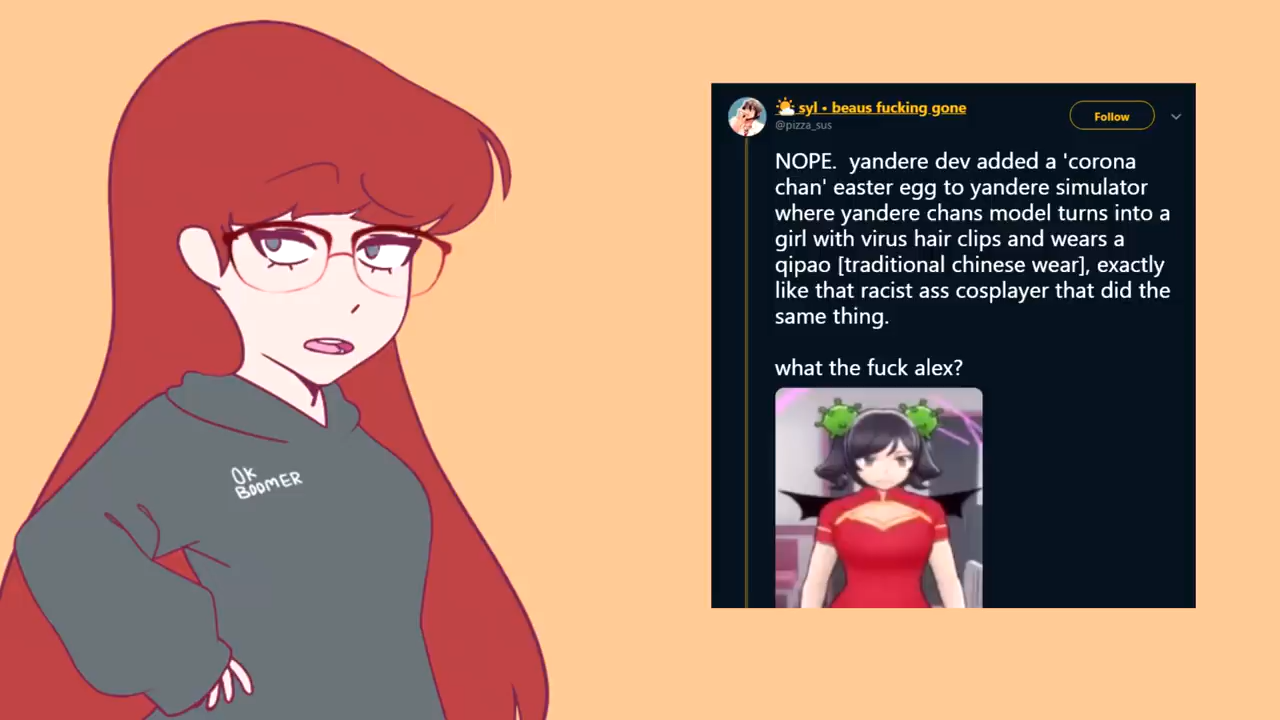 OK
BOOMER
syl • beaus fucking gone
@pizza_sus
Follow
NOPE.  yandere dev added a 'corona
chan' easter egg to yandere simulator
where yandere chans model turns into a
girl with virus hair clips and wears a
qipao [traditional chinese wear], exactly
like that racist ass cosplayer that did the
same thing.
what the fuck alex?